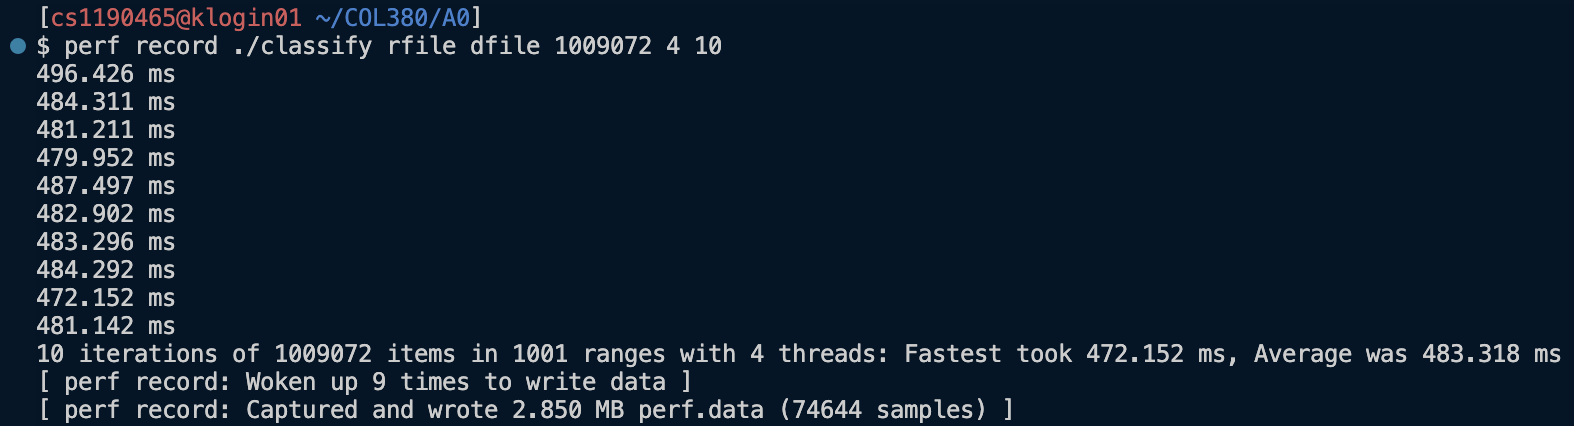 [cs1190465@klogin01 ~/COL380/A0]
$ perf record ./classify rfile dfile 1009072 4 10
496.426 ms
484.311 ms
481.211 ms
479.952 ms
487.497 ms
482.902 ms
483.296 ms
484.292 ms
472.152 ms
481.142 ms
10 iterations of 1009072 items in 1001 ranges with 4 threads: Fastest took 472.152 ms, Average was 483.318 ms
[ perf record: Woken up 9 times to write data ]
[ perf record: Captured and wrote 2.850 MB perf.data (74644 samples) ]